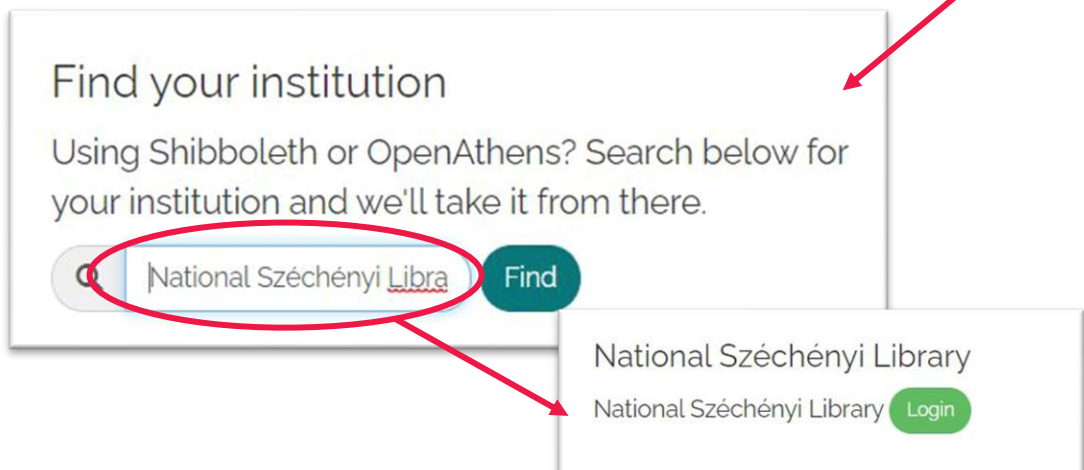 Find your institution
Using Shibboleth or OpenAthens? Search below for
your institution and we'll take it from there.
National Széchényi Libra Find
National Széchényi Library
National Széchényi Library Login